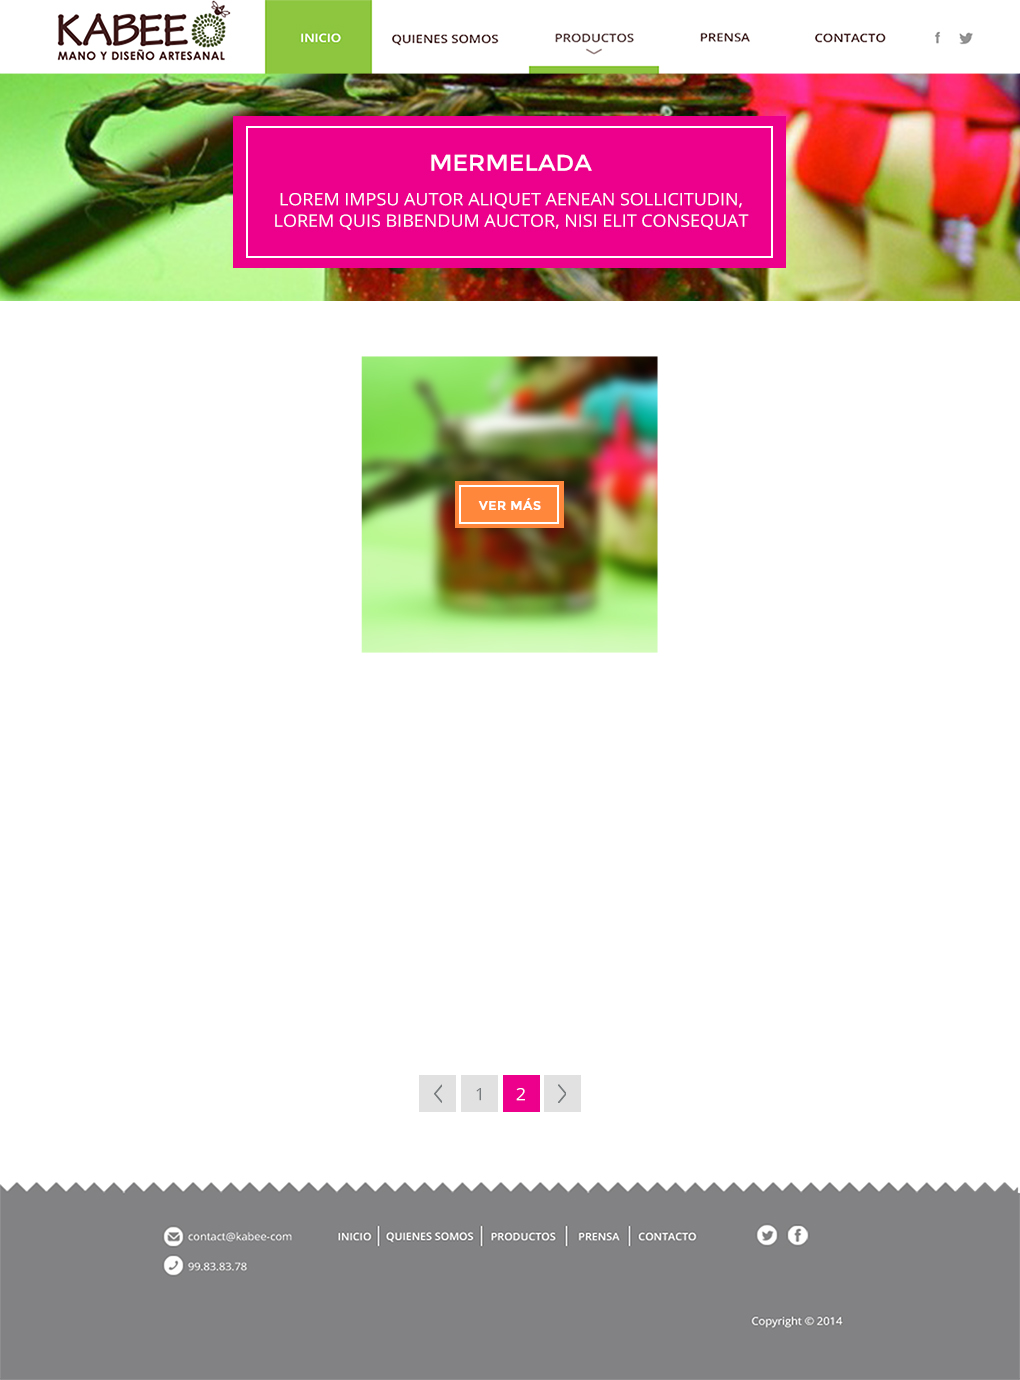 KABEE
MANO Y DISEÑO ARTESANAL
INICIO
QUIENES SOMOS
PRODUCTOS
PRENSA
CONTACTO
f
MERMELADA
LOREM IMPSU AUTOR ALIQUET AENEAN SOLLICITUDIN,
LOREM QUIS BIBENDUM AUCTOR, NISI ELIT CONSEQUAT
VER MÁS
1
2
contact@kabee-com
INICIO
QUIENES SOMOS
PRODUCTOS
PRENSA
CONTACTO
f
99.83.83.78
Copyright © 2014